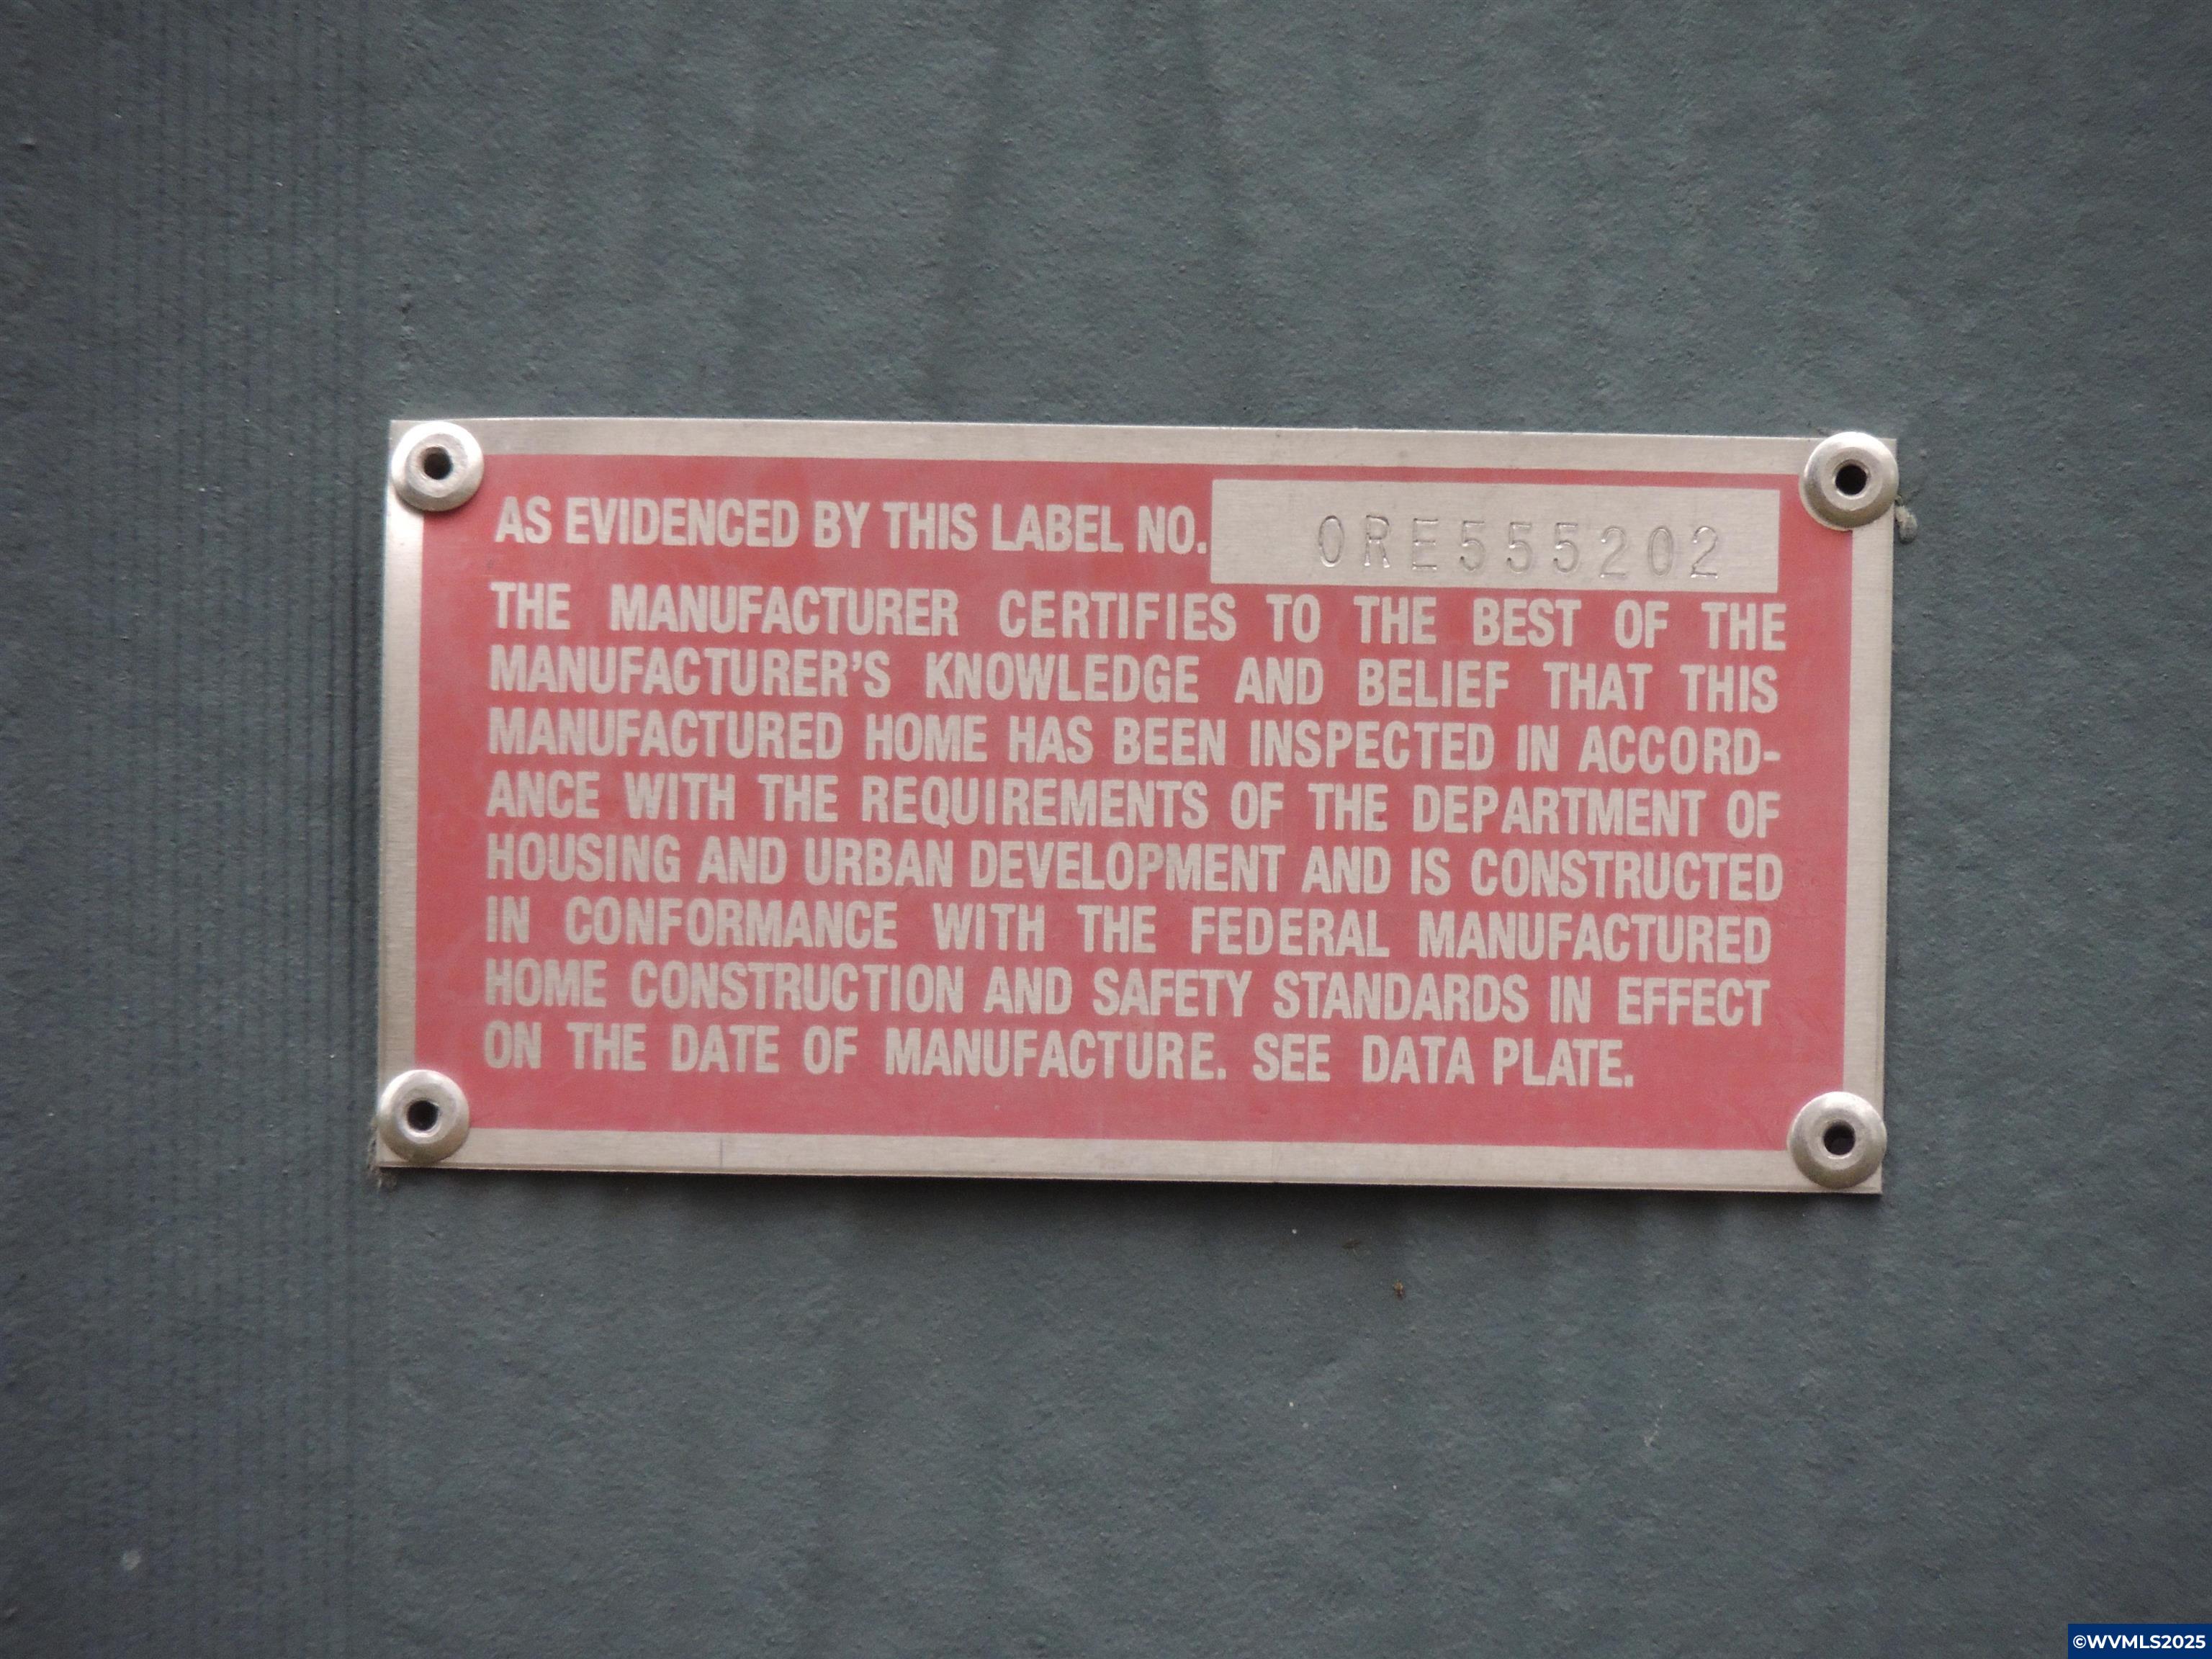 AS EVIDENCED BY THIS LABEL NO. ORE555202
THE MANUFACTURER CERTIFIES TO THE BEST OF THE
MANUFACTURER'S KNOWLEDGE AND BELIEF THAT THIS
MANUFACTURED HOME HAS BEEN INSPECTED IN ACCORD-
ANCE WITH THE REQUIREMENTS OF THE DEPARTMENT OF
HOUSING AND URBAN DEVELOPMENT AND IS CONSTRUCTED
IN CONFORMANCE WITH THE FEDERAL MANUFACTURED
HOME CONSTRUCTION AND SAFETY STANDARDS IN EFFECT
ON THE DATE OF MANUFACTURE. SEE DATA PLATE.
©WVMLS2025